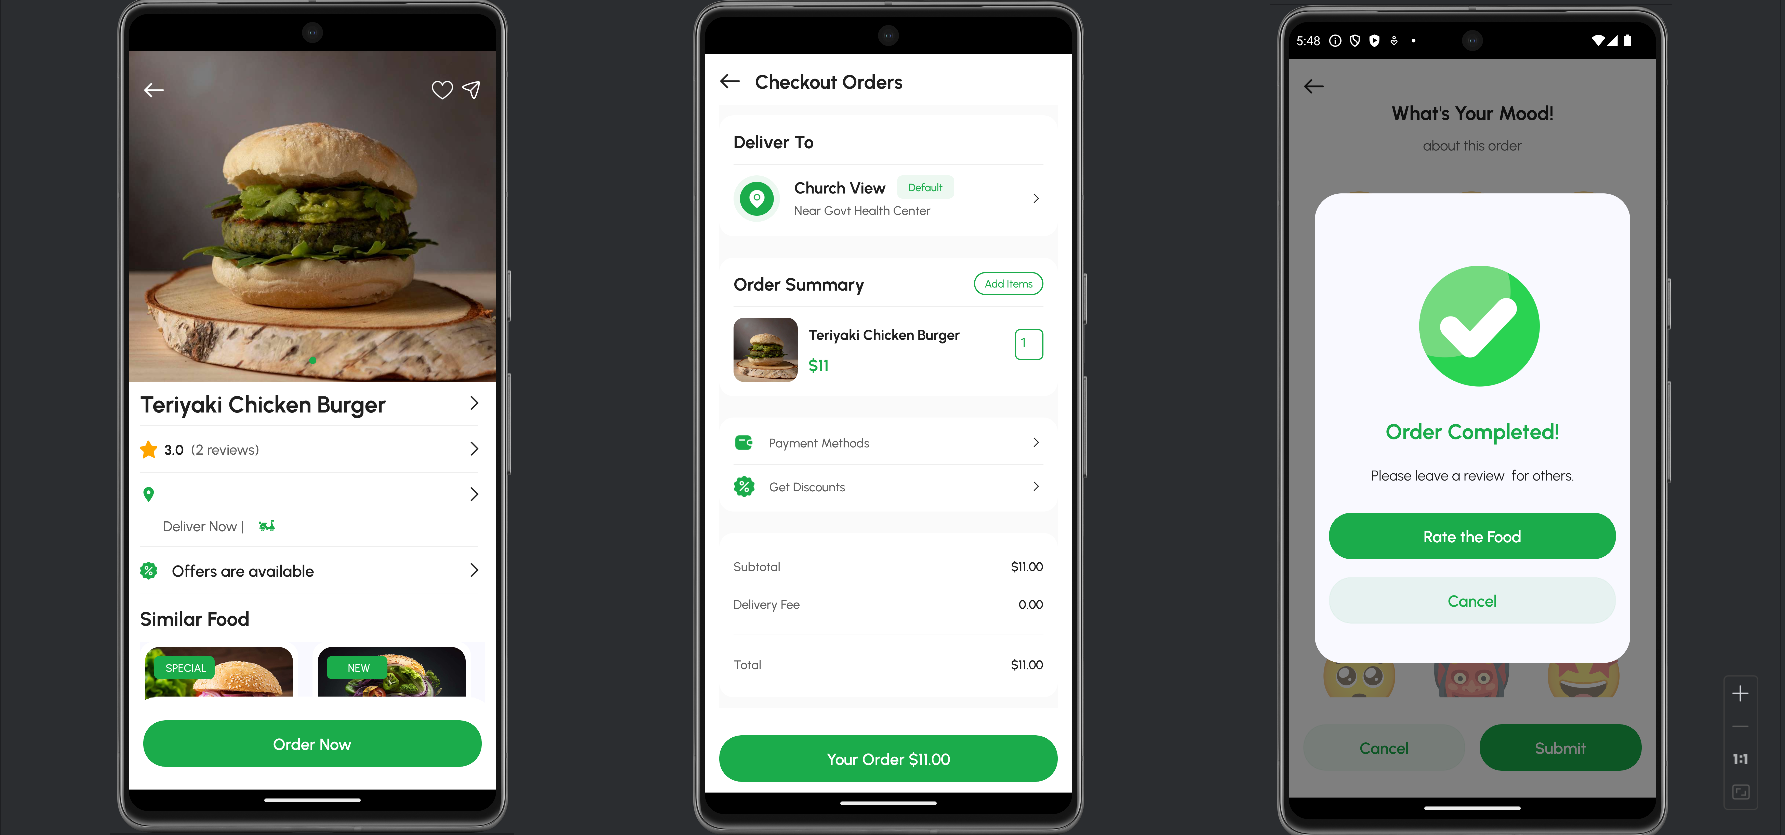 Teriyaki Chicken Burger
3.0 (2 reviews)
Deliver Now |
Offers are available
Similar Food
SPECIAL
NEW
Order Now
Checkout Orders
Deliver To
Church View
Default
Near Govt Health Center
Order Summary
Add Items
Teriyaki Chicken Burger
1
$11
Payment Methods
Get Discounts
Subtotal
$11.00
Delivery Fee
0.00
Total
$11.00
Your Order $11.00
5:48
What's Your Mood!
about this order
Order Completed!
Please leave a review for others.
Rate the Food
Cancel
Cancel
Submit
1:1